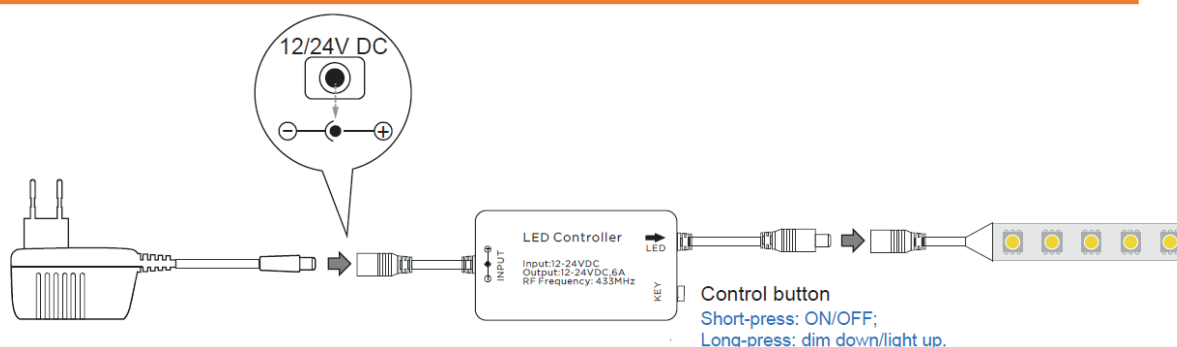 12/24V DC
LED Controller
LED
INPUT
Input:12-24VDC
Output:12-24VDC,6A
RF Frequency: 433MHz
KEY
Control button
Short-press: ON/OFF;
Long-press: dim down/light up.